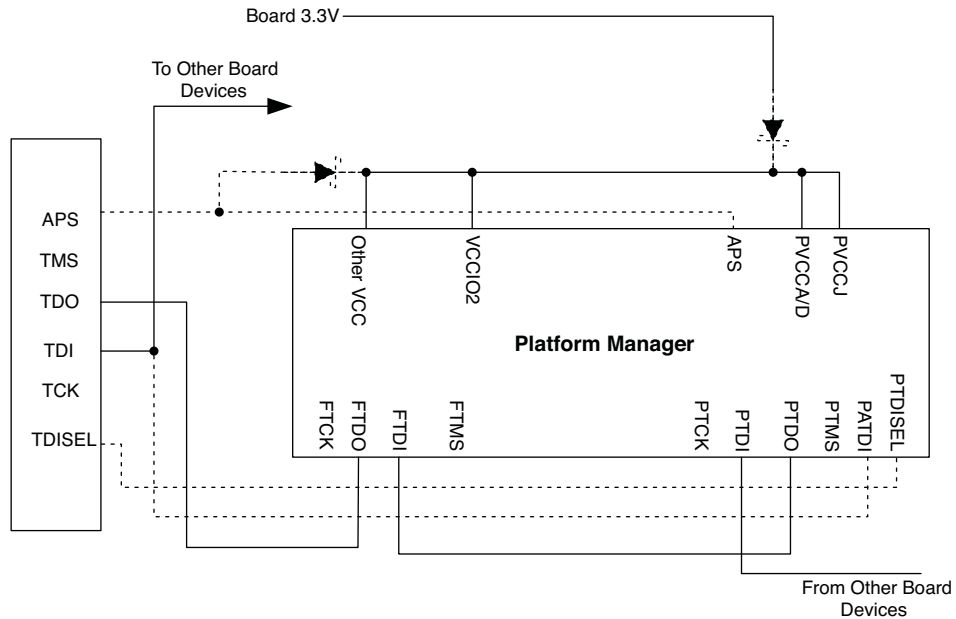 Board 3.3V
To Other Board
Devices
APS
TMS
TDO
TDI
TCK
TDISEL
Other VCC
VCCIO2
APS
PVCCA/D
PVCCJ
Platform Manager
FTCK
FTDO
FTDI
FTMS
PTCK
PTDI
PTDO
PTMS
PATDI
PTDISEL
From Other Board
Devices